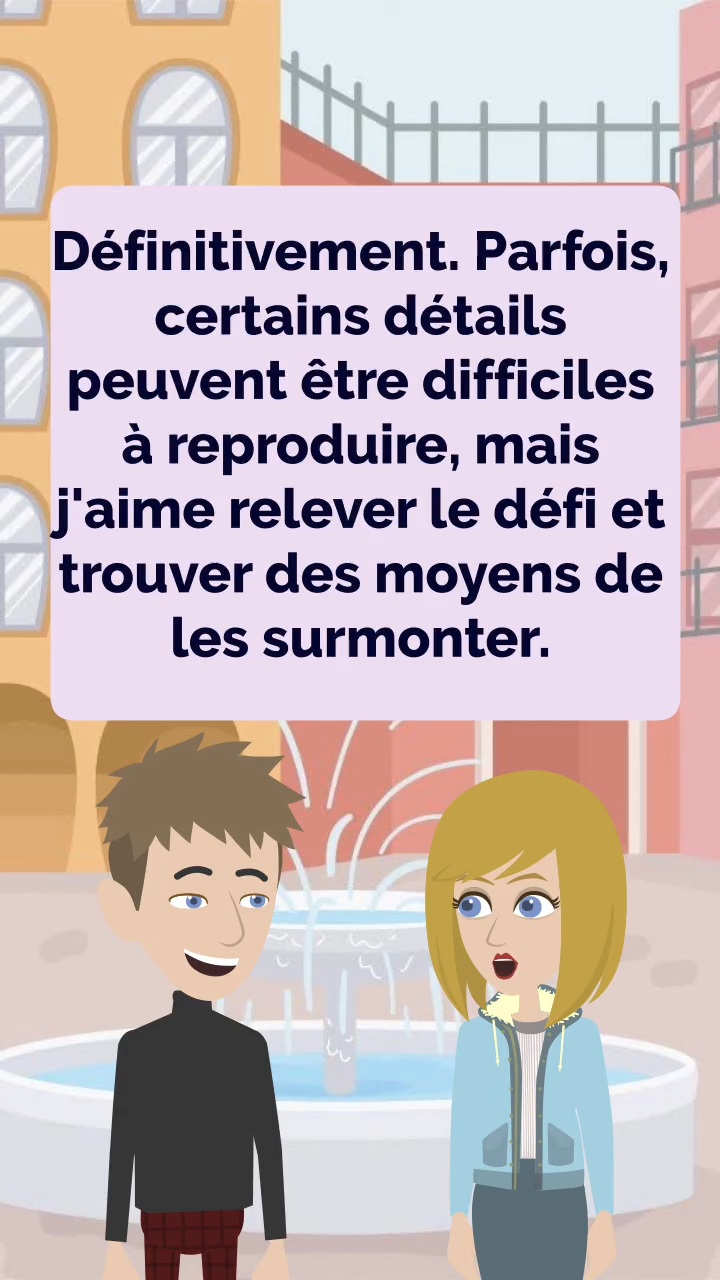 Définitivement. Parfois,
certains détails
peuvent être difficiles
à reproduire, mais
j'aime relever le défi et
trouver des moyens de
les surmonter.